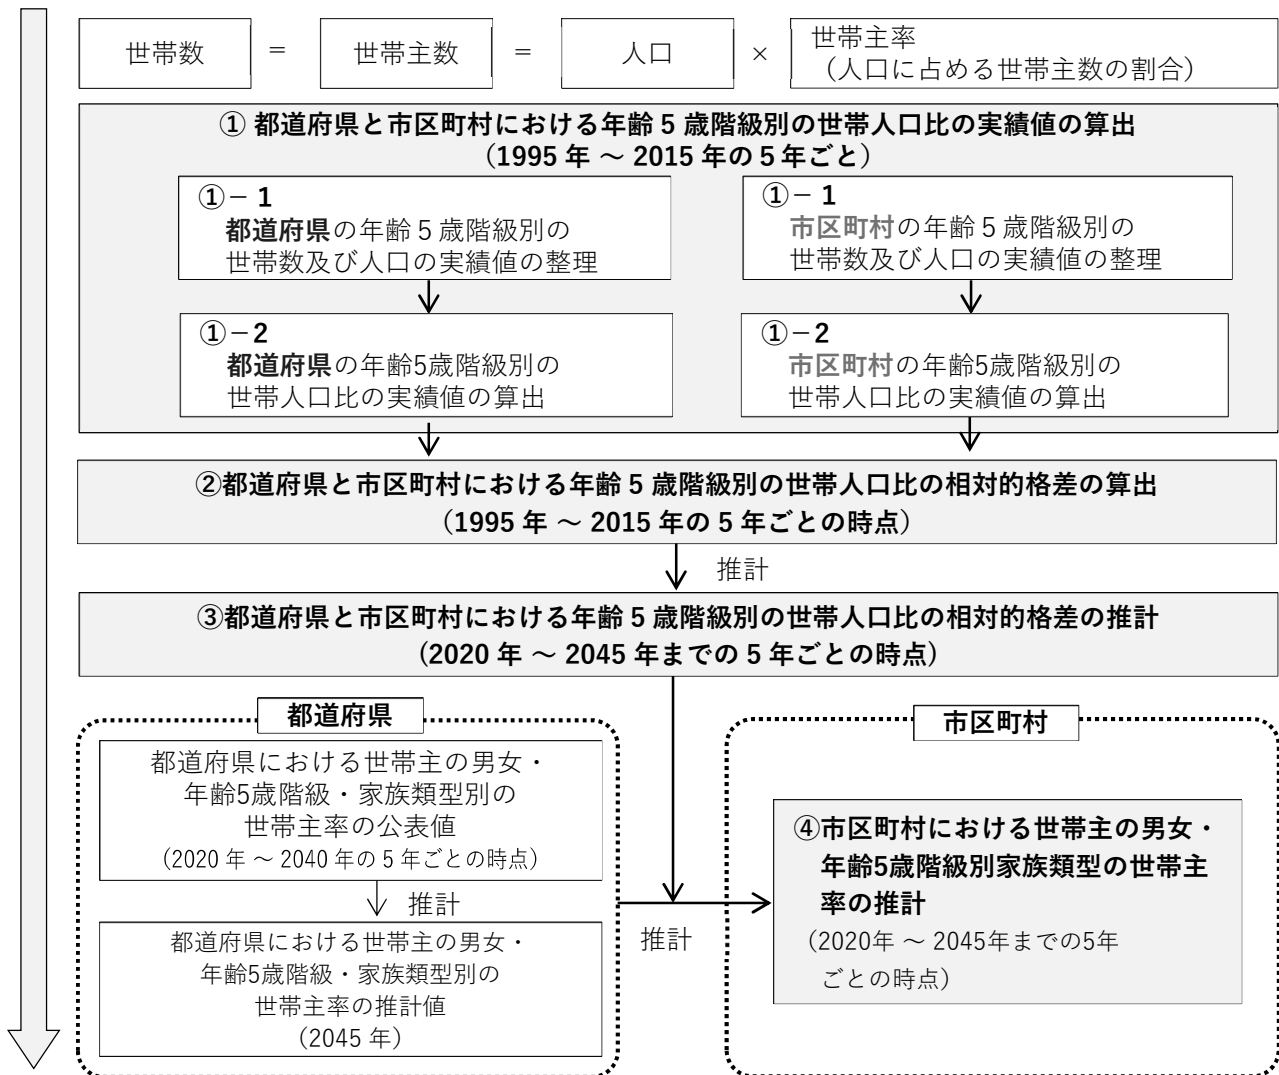 世帯数 = 世帯主数 = 人口 × 世帯主率
（人口に占める世帯主数の割合）
① 都道府県と市区町村における年齢 5 歳階級別の世帯人口比の実績値の算出
（1995 年 ～ 2015 年の 5 年ごと）
①－1
都道府県の年齢 5 歳階級別の
世帯数及び人口の実績値の整理
①－1
市区町村の年齢 5 歳階級別の
世帯数及び人口の実績値の整理
①－2
都道府県の年齢5歳階級別の
世帯人口比の実績値の算出
①－2
市区町村の年齢5歳階級別の
世帯人口比の実績値の算出
②都道府県と市区町村における年齢 5 歳階級別の世帯人口比の相対的格差の算出
（1995 年 ～ 2015 年の 5 年ごとの時点）
推計
③都道府県と市区町村における年齢 5 歳階級別の世帯人口比の相対的格差の推計
（2020 年 ～ 2045 年までの 5 年ごとの時点）
都道府県
都道府県における世帯主の男女・
年齢5歳階級・家族類型別の
世帯主率の公表値
（2020 年 ～ 2040 年の 5 年ごとの時点）
推計
都道府県における世帯主の男女・
年齢5歳階級・家族類型別の
世帯主率の推計値
（2045 年）
推計
市区町村
④市区町村における世帯主の男女・
年齢5歳階級別家族類型の世帯主
率の推計
（2020年 ～ 2045年までの5年
ごとの時点）